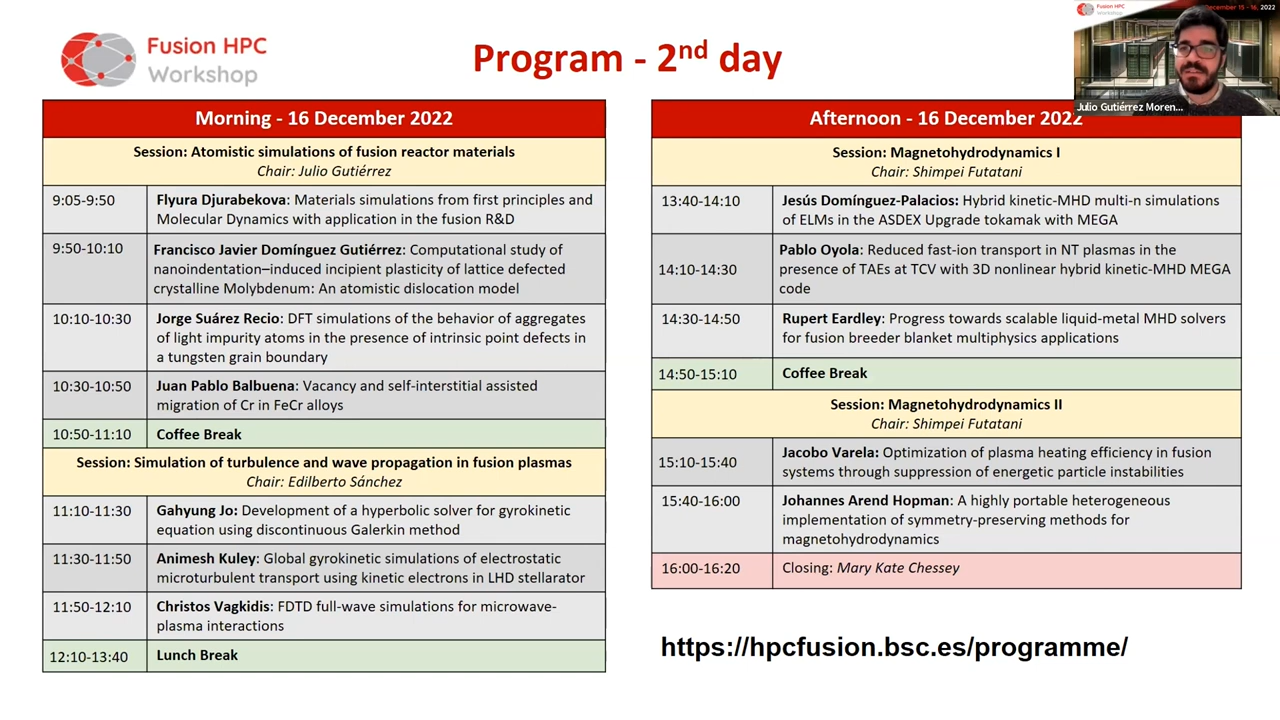 Fusion HPC
Workshop
Program - 2nd day
Fusion HPC
Workshop
December 15 - 16, 2022
Julio Gutiérrez Moren...
Morning - 16 December 2022
Session: Atomistic simulations of fusion reactor materials
Chair: Julio Gutiérrez
9:05-9:50
Flyura Djurabekova: Materials simulations from first principles and
Molecular Dynamics with application in the fusion R&D
9:50-10:10
Francisco Javier Domínguez Gutiérrez: Computational study of
nanoindentation–induced incipient plasticity of lattice defected
crystalline Molybdenum: An atomistic dislocation model
10:10-10:30
Jorge Suárez Recio: DFT simulations of the behavior of aggregates
of light impurity atoms in the presence of intrinsic point defects in
a tungsten grain boundary
10:30-10:50
Juan Pablo Balbuena: Vacancy and self-interstitial assisted
migration of Cr in FeCr alloys
10:50-11:10
Coffee Break
Session: Simulation of turbulence and wave propagation in fusion plasmas
Chair: Edilberto Sánchez
11:10-11:30
Gahyung Jo: Development of a hyperbolic solver for gyrokinetic
equation using discontinuous Galerkin method
11:30-11:50
Animesh Kuley: Global gyrokinetic simulations of electrostatic
microturbulent transport using kinetic electrons in LHD stellarator
11:50-12:10
Christos Vagkidis: FDTD full-wave simulations for microwave-
plasma interactions
12:10-13:40
Lunch Break
Afternoon - 16 December 2022
Session: Magnetohydrodynamics I
Chair: Shimpei Futatani
13:40-14:10
Jesús Domínguez-Palacios: Hybrid kinetic-MHD multi-n simulations
of ELMs in the ASDEX Upgrade tokamak with MEGA
14:10-14:30
Pablo Oyola: Reduced fast-ion transport in NT plasmas in the
presence of TAEs at TCV with 3D nonlinear hybrid kinetic-MHD MEGA
code
14:30-14:50
Rupert Eardley: Progress towards scalable liquid-metal MHD solvers
for fusion breeder blanket multiphysics applications
14:50-15:10
Coffee Break
Session: Magnetohydrodynamics II
Chair: Shimpei Futatani
15:10-15:40
Jacobo Varela: Optimization of plasma heating efficiency in fusion
systems through suppression of energetic particle instabilities
15:40-16:00
Johannes Arend Hopman: A highly portable heterogeneous
implementation of symmetry-preserving methods for
magnetohydrodynamics
16:00-16:20
Closing: Mary Kate Chessey
https://hpcfusion.bsc.es/programme/